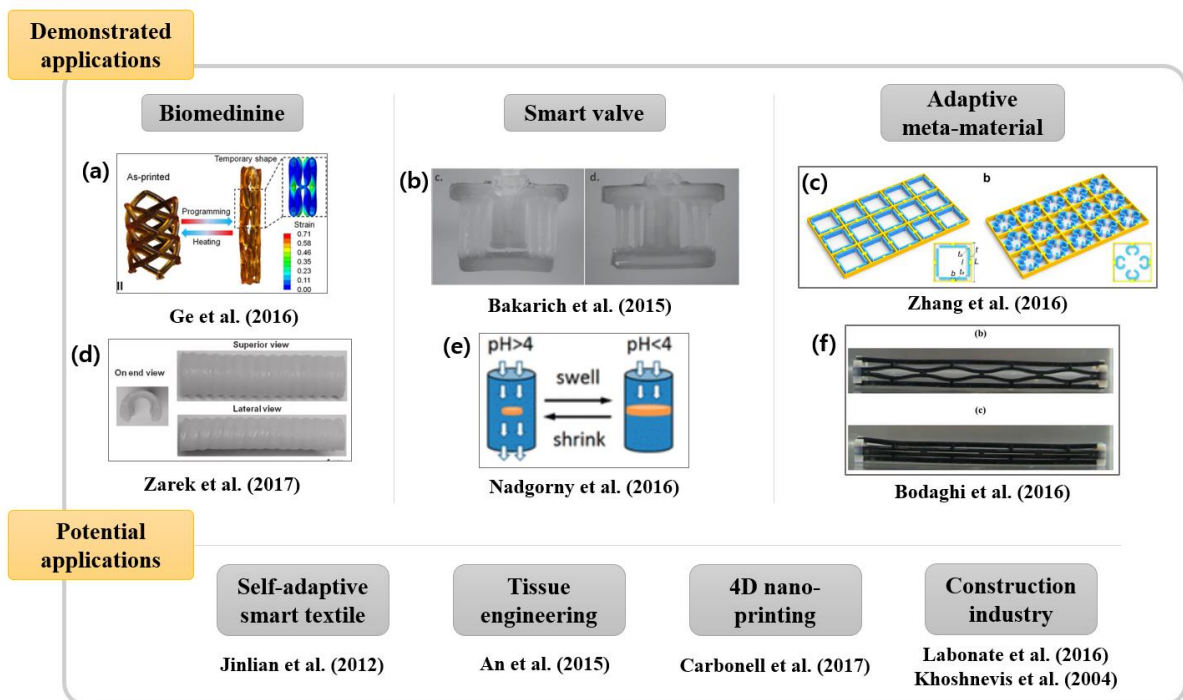 Demonstrated
applications
Biomedinine
Smart valve
Adaptive
meta-material
(a)
As-printed
Programming
Heating
II
Temporary shape
Strain
0.71
0.58
0.46
0.35
0.23
0.11
0.00
Ge et al. (2016)
(b)
c.
d.
Bakarich et al. (2015)
(c)
b
t
L
l
b
Zhang et al. (2016)
(d)
On end view
Superior view
Lateral view
Zarek et al. (2017)
(e)
pH>4
pH<4
swell
shrink
Nadgorny et al. (2016)
(f)
(b)
(c)
Bodaghi et al. (2016)
Potential
applications
Self-adaptive
smart textile
Jinlian et al. (2012)
Tissue
engineering
An et al. (2015)
4D nano-
printing
Carbonell et al. (2017)
Construction
industry
Labonate et al. (2016)
Khoshnevis et al. (2004)